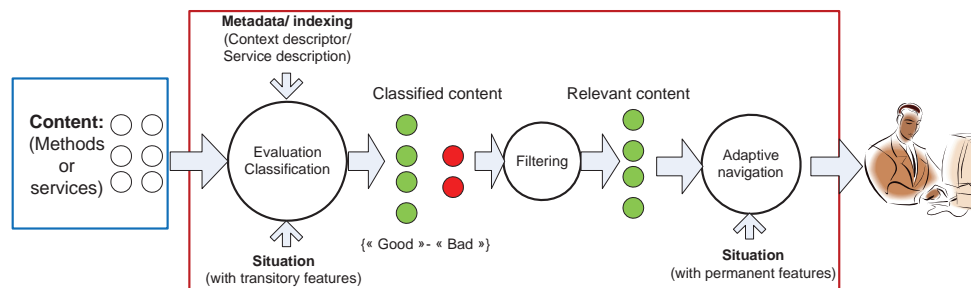 Metadata/ indexing
(Context descriptor/
Service description)
Content:
(Methods
or
services)
Evaluation
Classification
Classified content
{« Good »- « Bad »}
Situation
(with transitory features)
Filtering
Relevant content
Adaptive
navigation
Situation
(with permanent features)